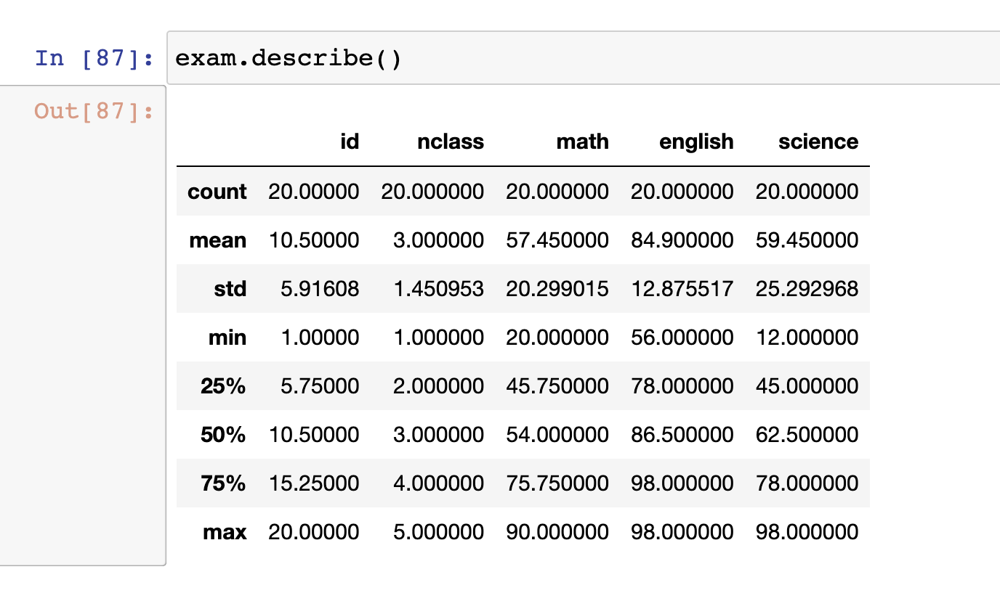 In [87]: exam.describe()
Out[87]:
id nclass math english science
count 20.00000 20.000000 20.000000 20.000000 20.000000
mean 10.50000 3.000000 57.450000 84.900000 59.450000
std 5.91608 1.450953 20.299015 12.875517 25.292968
min 1.00000 1.000000 20.000000 56.000000 12.000000
25% 5.75000 2.000000 45.750000 78.000000 45.000000
50% 10.50000 3.000000 54.000000 86.500000 62.500000
75% 15.25000 4.000000 75.750000 98.000000 78.000000
max 20.00000 5.000000 90.000000 98.000000 98.000000